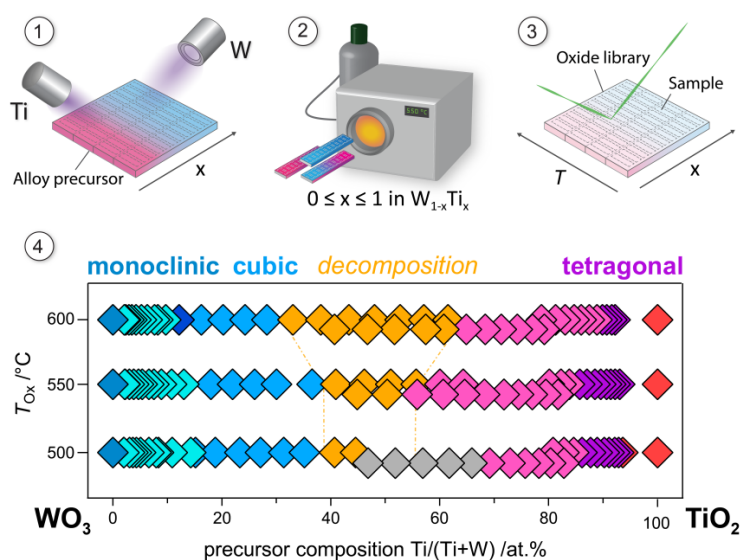 1
Ti
W
Alloy precursor
x
2
550 °C
0 ≤ x ≤ 1 in W₁₋ₓTiₓ
3
Oxide library
Sample
T
x
4
monoclinic cubic decomposition tetragonal
600
550
500
T_Ox /°C
WO₃
0 20 40 60 80 100
TiO₂
precursor composition Ti/(Ti+W) /at.%